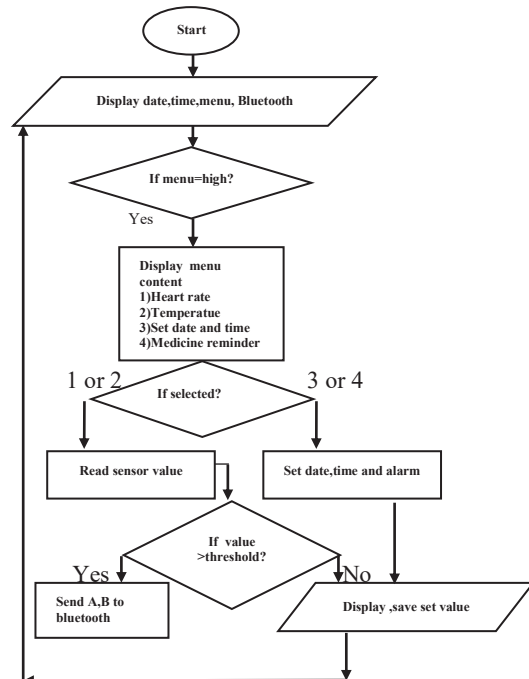 Start
Display date,time,menu, Bluetooth
If menu=high?
Yes
Display menu
content
1)Heart rate
2)Temperatue
3)Set date and time
4)Medicine reminder
1 or 2
If selected?
3 or 4
Read sensor value
Set date,time and alarm
If value
>threshold?
Yes
No
Send A,B to
bluetooth
Display ,save set value